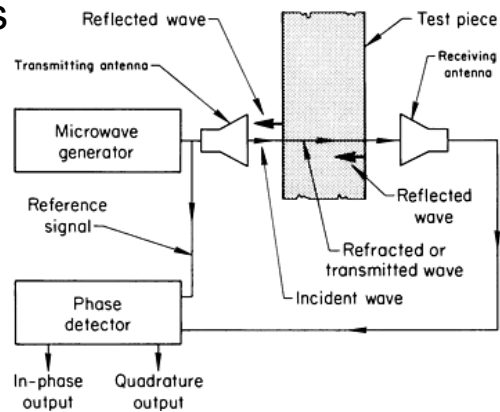 s
Reflected wave
Test piece
Transmitting antenna
Receiving
antenna
Microwave
generator
Reflected
wave
Reference
signal
Refracted or
transmitted wave
Incident wave
Phase
detector
In-phase
output
Quadrature
output